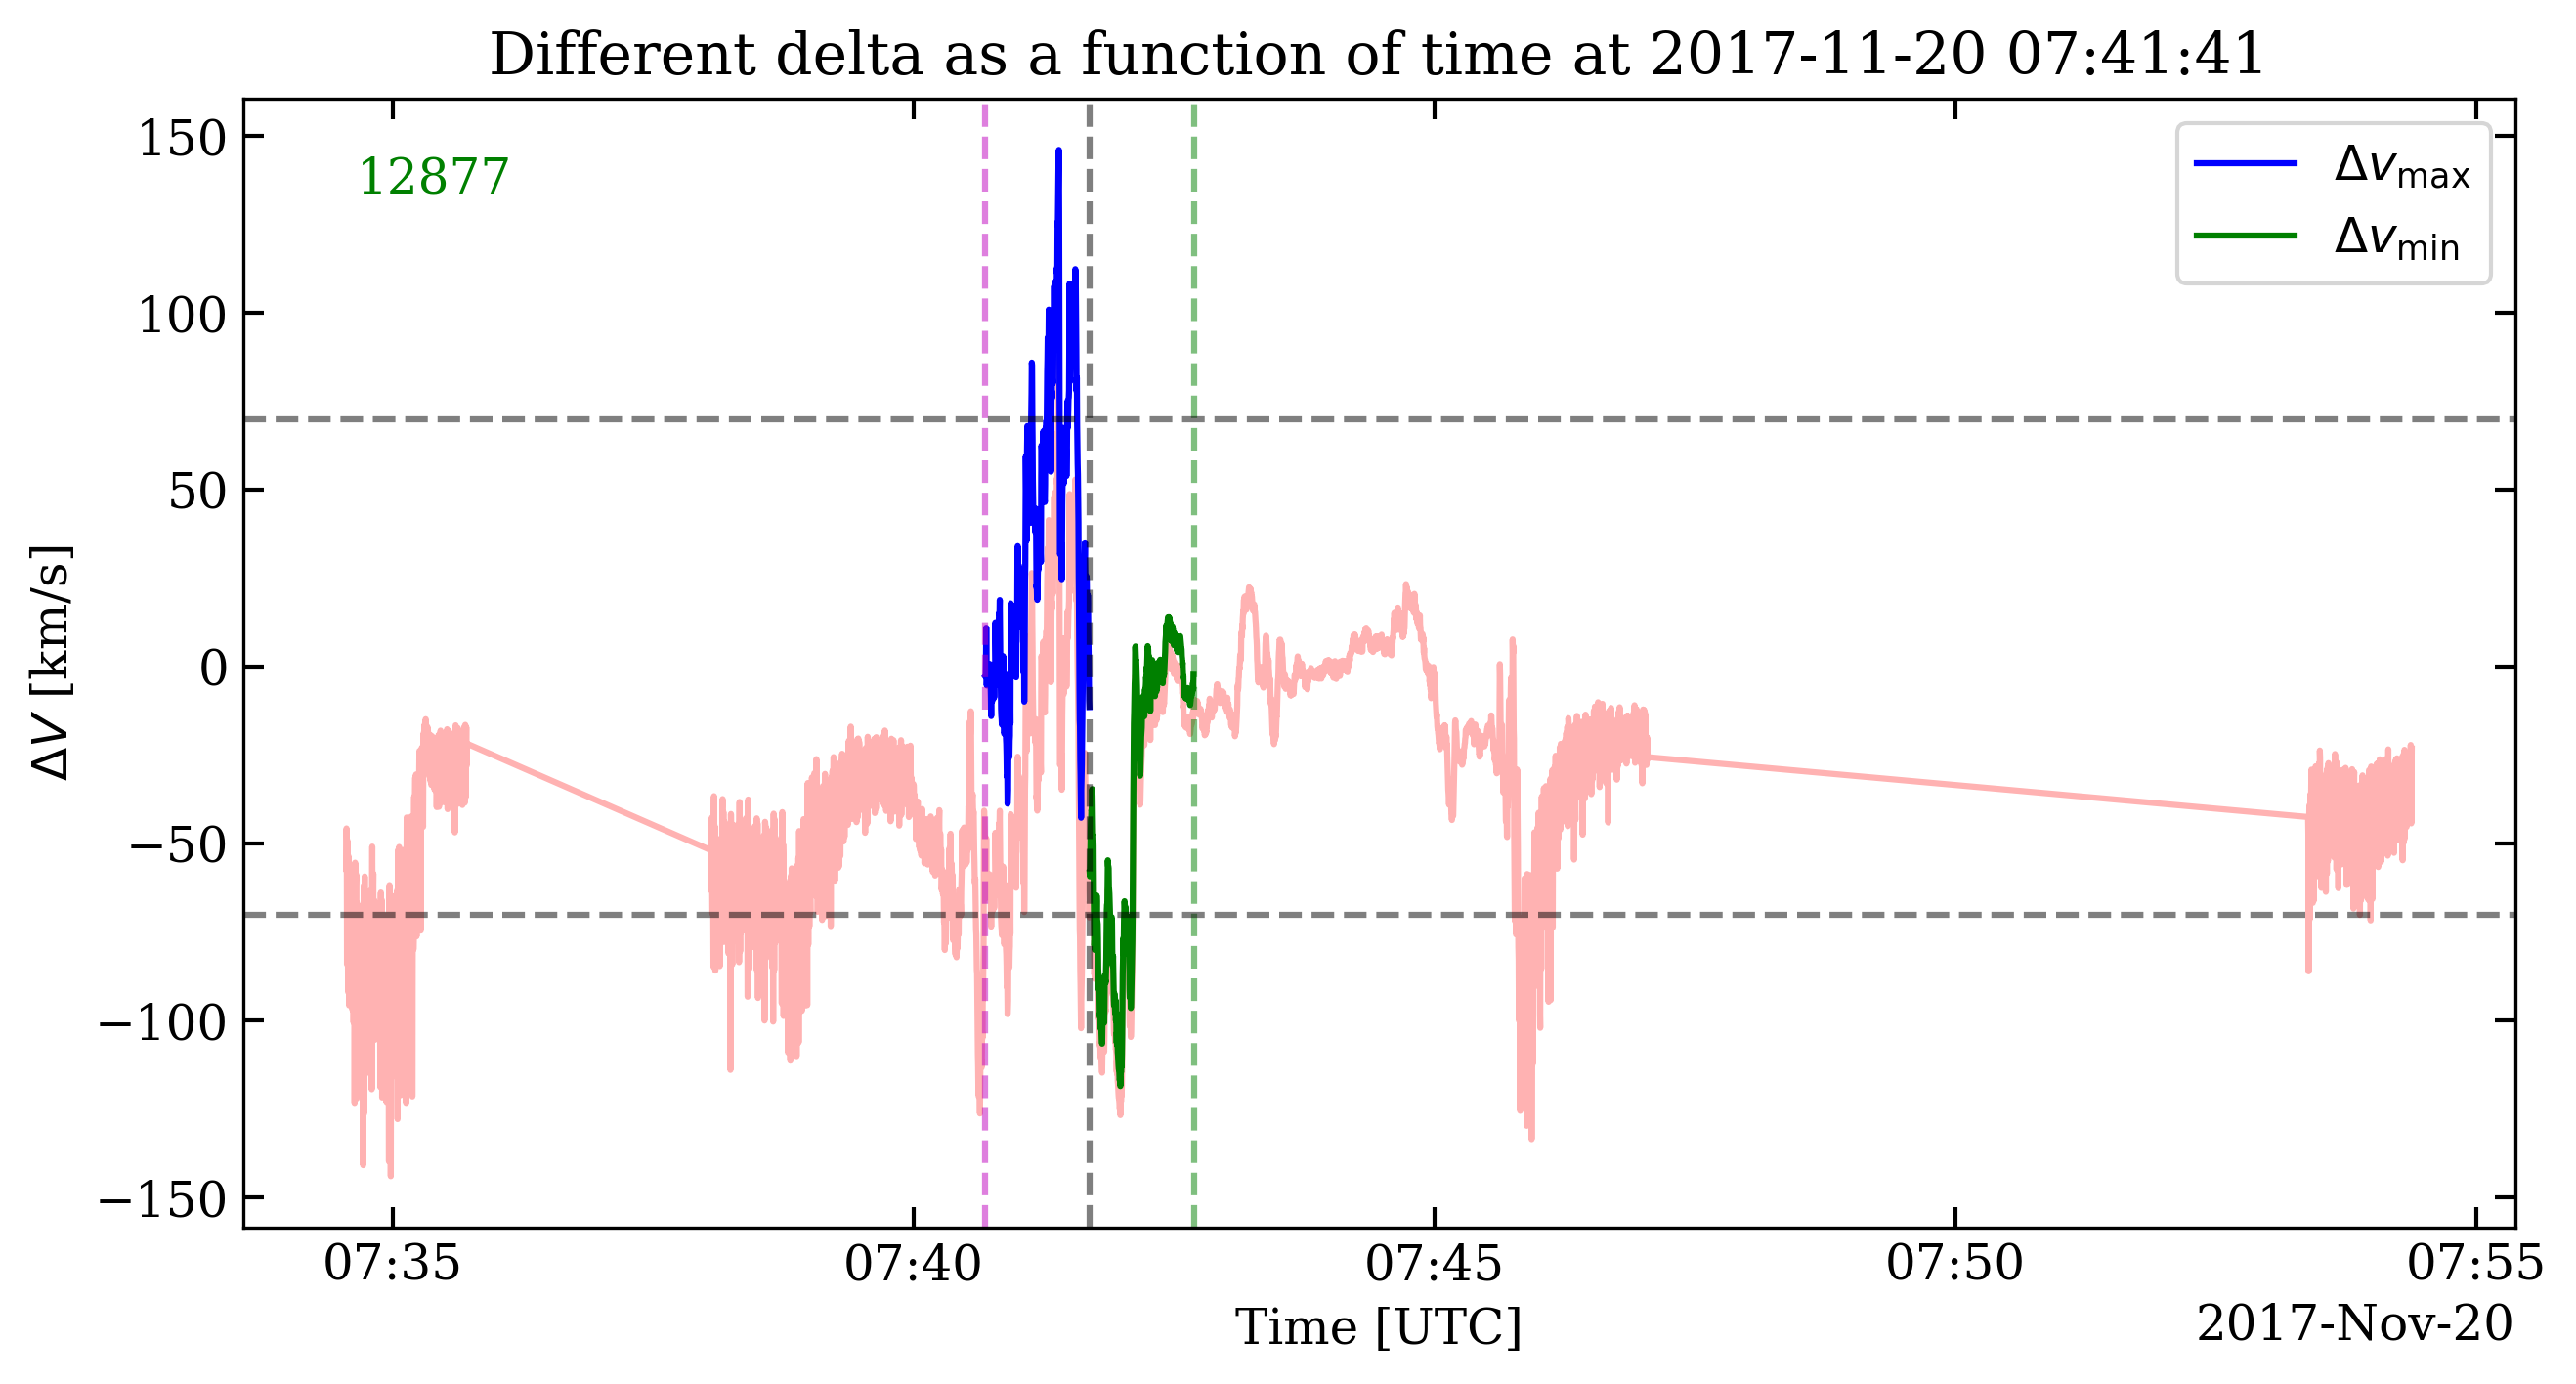 Different delta as a function of time at 2017-11-20 07:41:41
12877
Δv_max
Δv_min
ΔV [km/s]
150
100
50
0
−50
−100
−150
07:35 07:40 07:45 07:50 07:55
Time [UTC]
2017-Nov-20